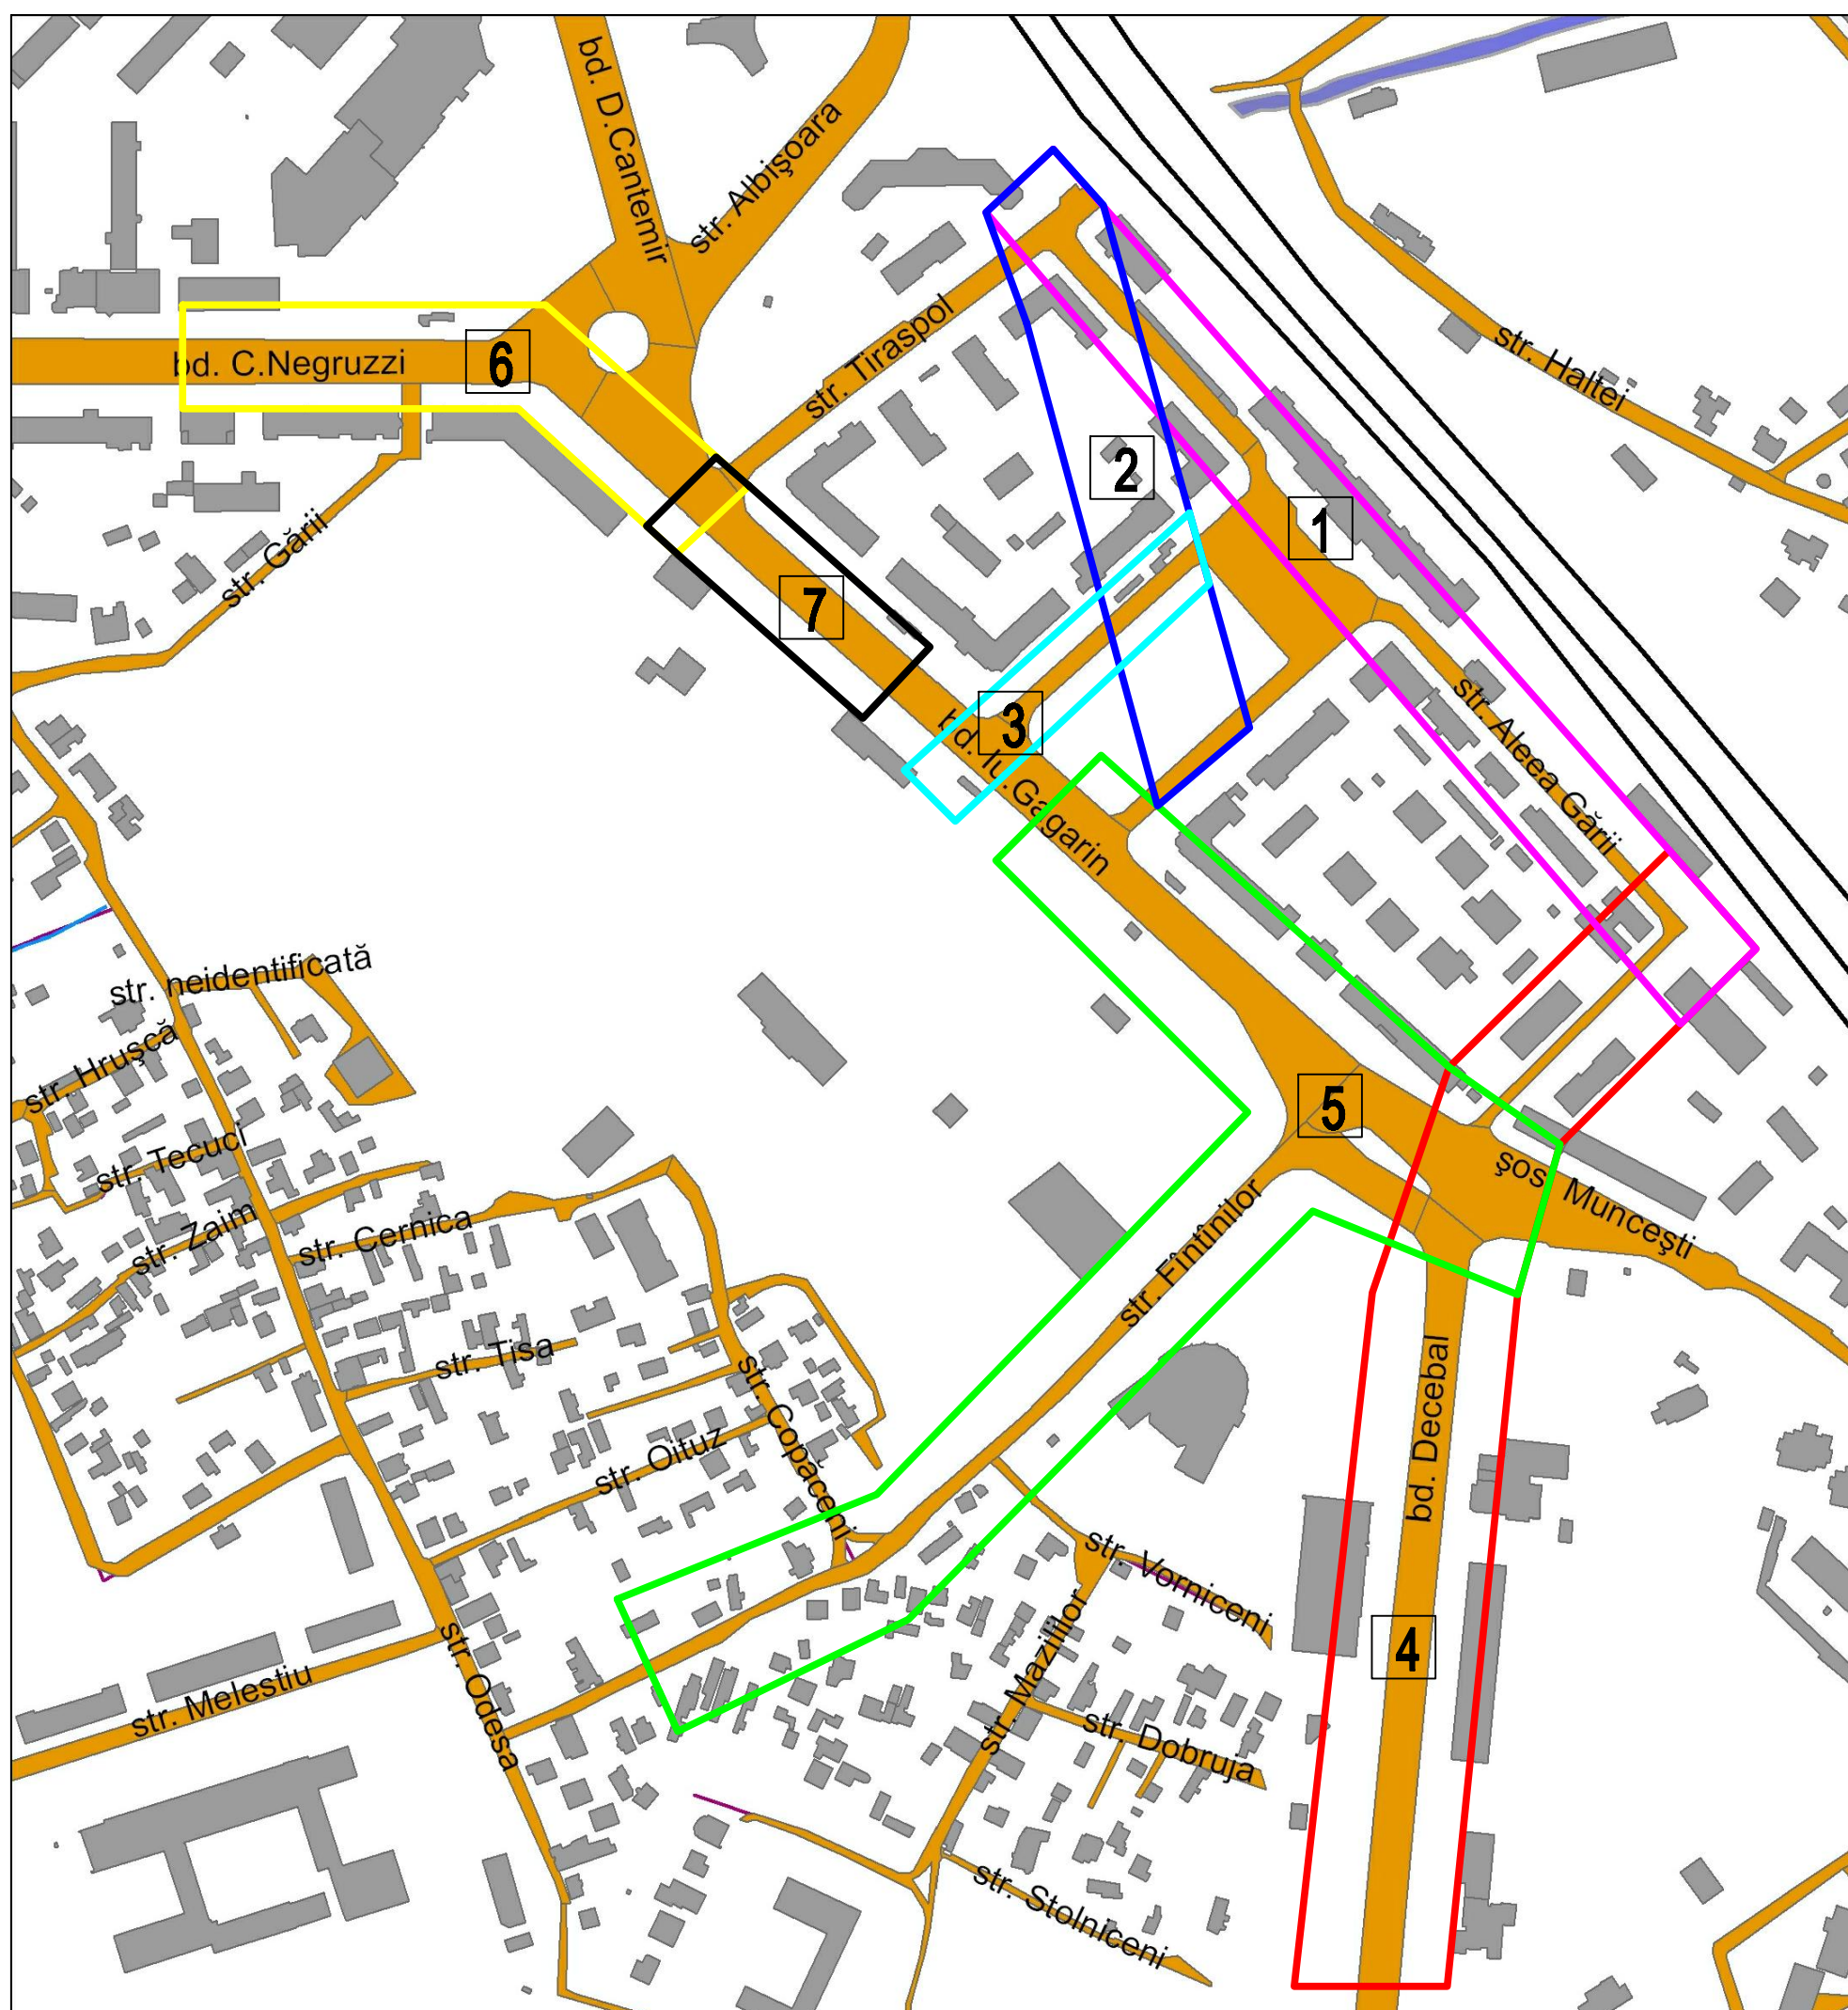 bd. D.Cantemir
str. Albişoara
bd. C.Negruzzi
6
str. Tiraspol
str. Haltei
2
1
str. Gării
7
3
bd. Iu.Gagarin
str. Aleea Gării
str. neidentificată
str. Hruşcă
5
str. Tecuci
şos. Munceşti
str. Zaim
str. Cernica
str. Fîntînilor
str. Tisa
str. Copăceni
bd. Decebal
str. Oituz
str. Vorniceni
4
str. Mazililor
str. Melestiu
str. Odesa
str. Dobruja
str. Stolniceni